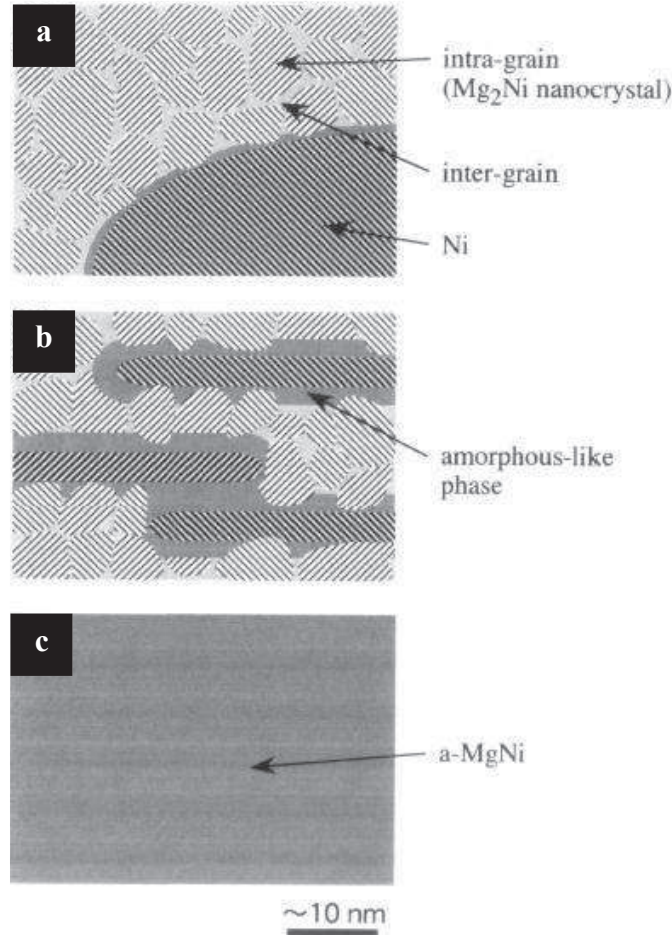 a
intra-grain
(Mg₂Ni nanocrystal)
inter-grain
Ni
b
amorphous-like
phase
c
a-MgNi
~10 nm